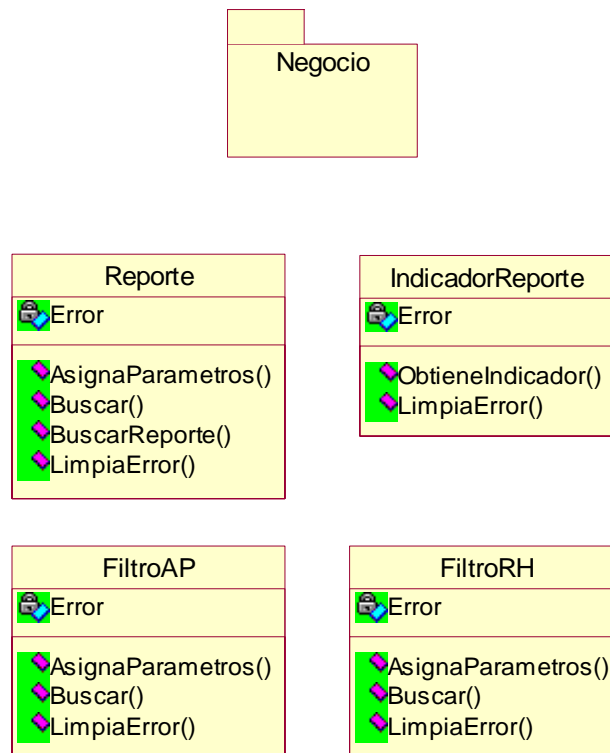 Negocio
Reporte
Error
AsignaParametros()
Buscar()
BuscarReporte()
LimpiaError()
IndicadorReporte
Error
ObtieneIndicador()
LimpiaError()
FiltroAP
Error
AsignaParametros()
Buscar()
LimpiaError()
FiltroRH
Error
AsignaParametros()
Buscar()
LimpiaError()